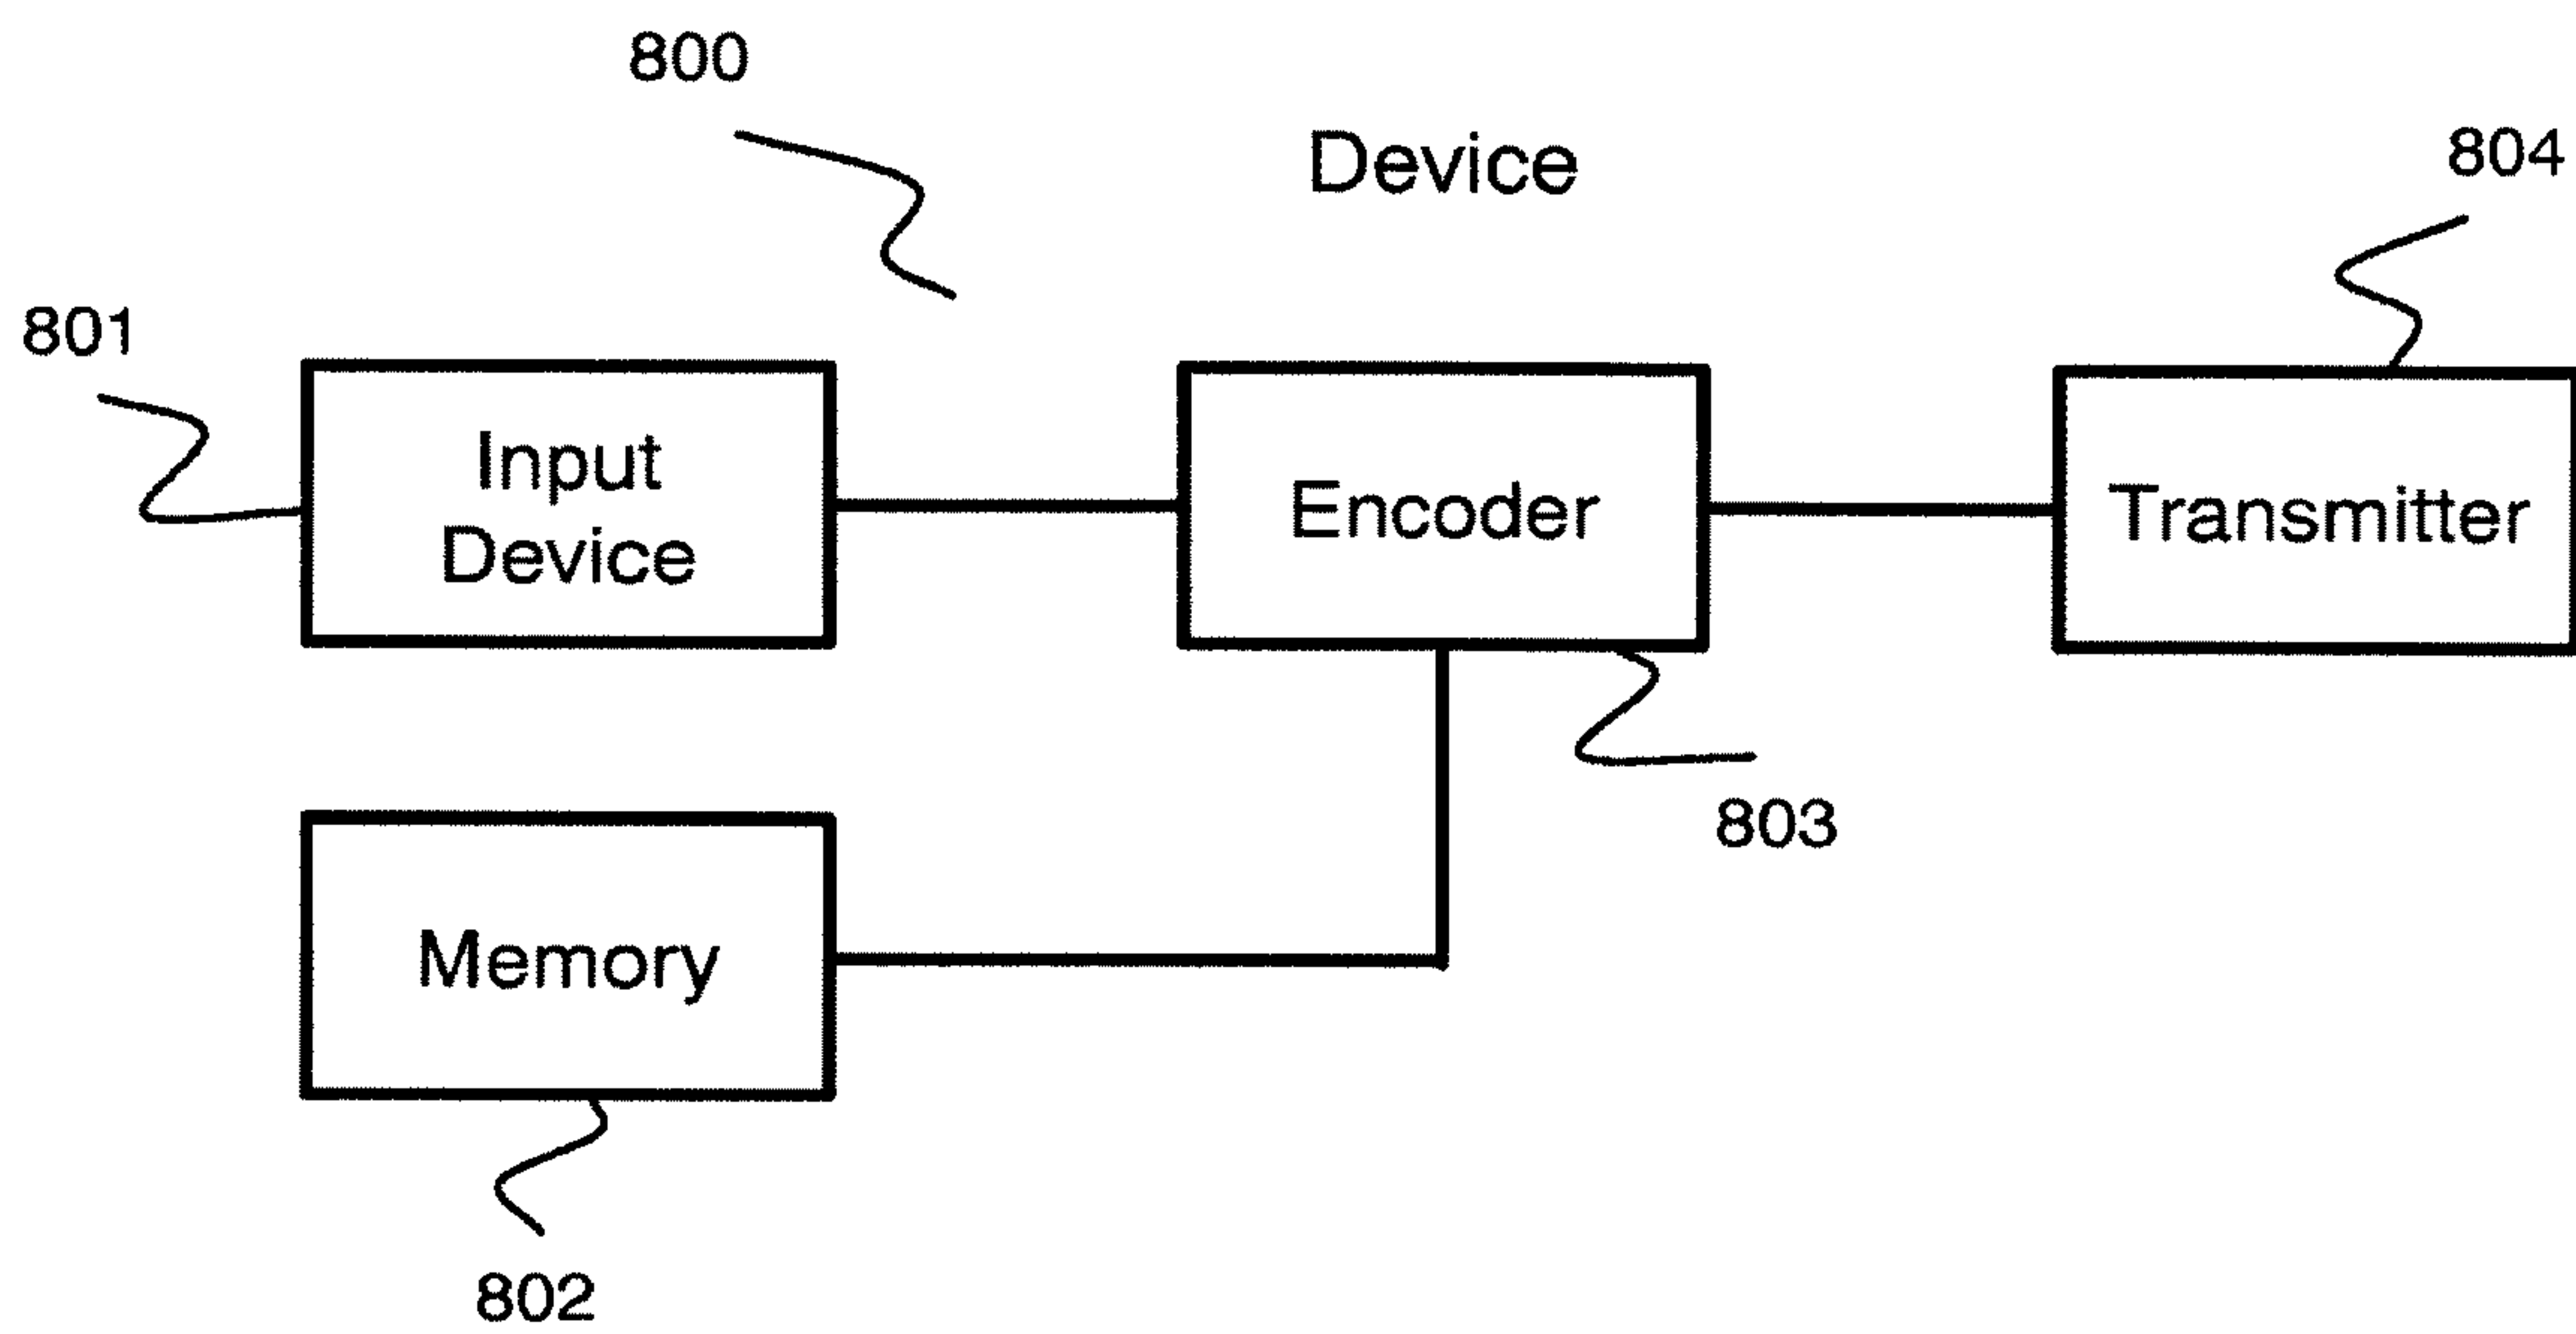 800
Device
804
801
Input
Device
Encoder
Transmitter
803
Memory
802